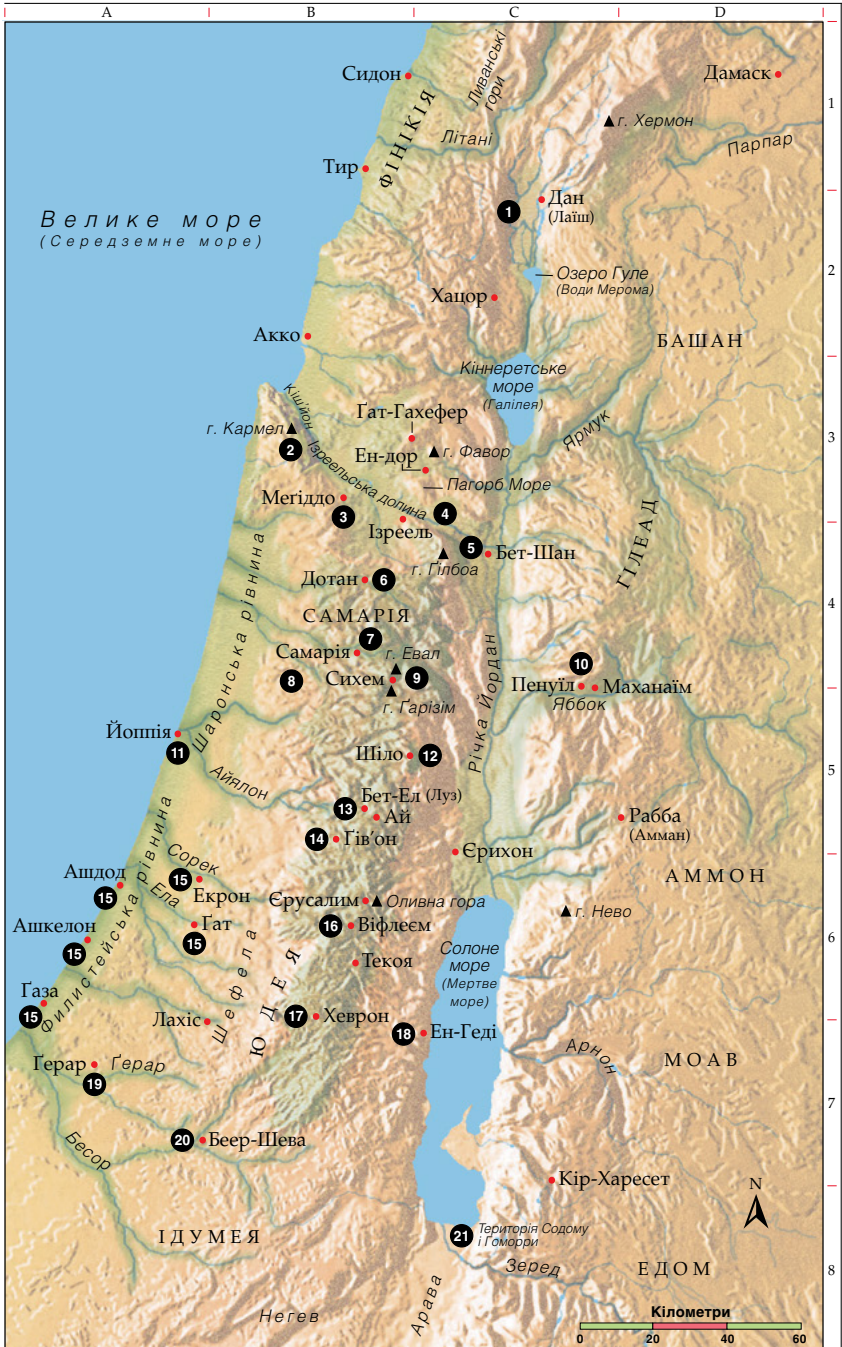 A B C D
1
2
3
4
5
6
7
8
Сидон
Дамаск
Ливанські
гори
г. Хермон
ФІНІКІЯ
Літані
Парпар
Тир
Дан
(Лаїш)
1
Велике море
(Середземне море)
Озеро Гуле
(Води Мерома)
Хацор
Акко
БАШАН
Кіннеретське
море
(Галілея)
Кішйон
Ґат-Гахефер
Ярмук
г. Кармел
2
г. Фавор
Ен-дор
Ізреельська долина
Пагорб Море
Меґіддо
3
4
Ізреель
5
Бет-Шан
г. Ґілбоа
ГІЛЕАД
Дотан
6
САМАРІЯ
7
Шаронська рівнина
Самарія
г. Евал
8
Сихем
9
г. Ґарізім
Річка Йордан
10
Пенуїл
Маханаїм
Яббок
Йоппія
11
Шіло
12
Айялон
13
Бет-Ел (Луз)
Ай
Рабба
(Амман)
14
Ґів’он
Єрихон
Сорек
АММОН
Ашдод
15
15
Екрон
Ела
Єрусалим
Оливна гора
г. Нево
Ашкелон
15
Ґат
15
16
Віфлеєм
Солоне
море
(Мертве
море)
Филистейська рівнина
Шефела
ЮДЕЯ
Текоя
Ґаза
15
Лахіс
17
Хеврон
18
Ен-Геді
Арнон
МОАВ
Ґерар
Ґерар
19
20
Беер-Шева
Бесор
Кір-Харесет
N
ІДУМЕЯ
21
Територія Содому
і Гоморри
Зеред
ЕДОМ
Арава
Негев
Кілометри
0 20 40 60